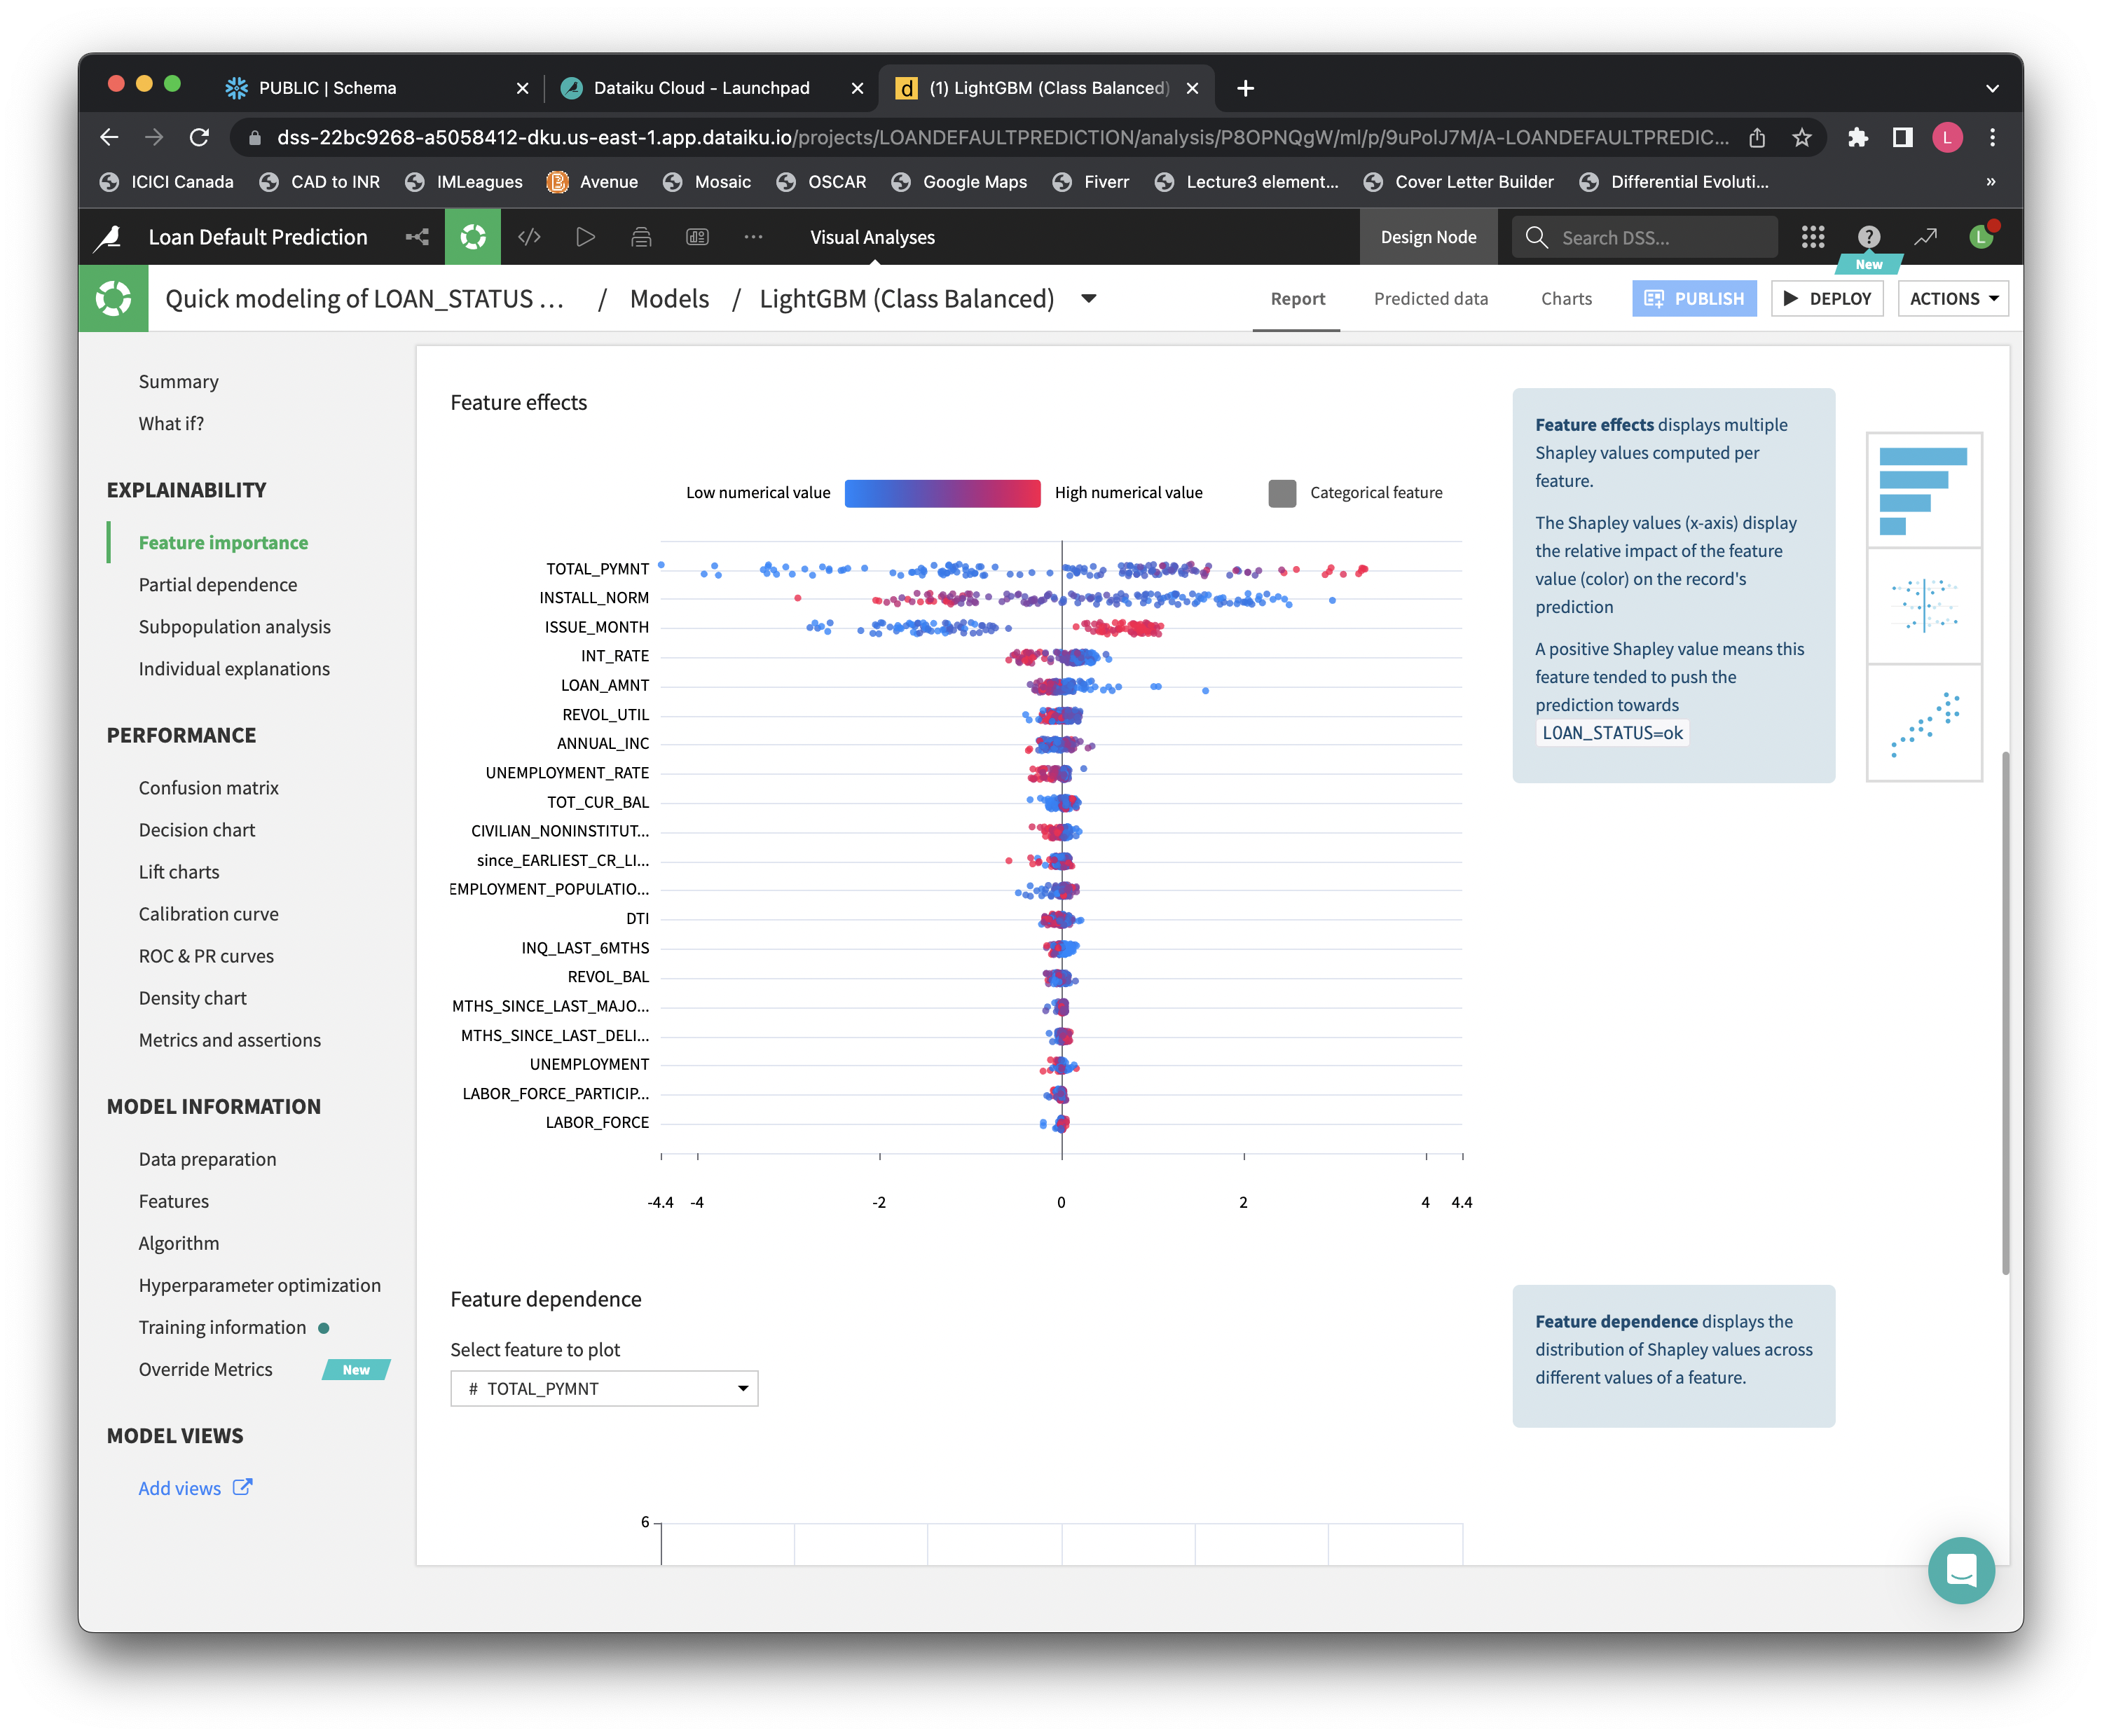 PUBLIC | Schema
Dataiku Cloud - Launchpad
d (1) LightGBM (Class Balanced)
dss-22bc9268-a5058412-dku.us-east-1.app.dataiku.io/projects/LOANDEFAULTPREDICTION/analysis/P8OPNQgW/ml/p/9uPolJ7M/A-LOANDEFAULTPREDIC...
L
ICICI Canada
CAD to INR
IMLeagues
Avenue
Mosaic
OSCAR
Google Maps
Fiverr
Lecture3 element...
Cover Letter Builder
Differential Evoluti...
»
Loan Default Prediction
Visual Analyses
Design Node
Search DSS...
L
New
Quick modeling of LOAN_STATUS ... / Models / LightGBM (Class Balanced)
Report
Predicted data
Charts
PUBLISH
DEPLOY
ACTIONS
Summary
What if?
EXPLAINABILITY
Feature importance
Partial dependence
Subpopulation analysis
Individual explanations
PERFORMANCE
Confusion matrix
Decision chart
Lift charts
Calibration curve
ROC & PR curves
Density chart
Metrics and assertions
MODEL INFORMATION
Data preparation
Features
Algorithm
Hyperparameter optimization
Training information
Override Metrics New
MODEL VIEWS
Add views
Feature effects
Low numerical value
High numerical value
Categorical feature
TOTAL_PYMNT
INSTALL_NORM
ISSUE_MONTH
INT_RATE
LOAN_AMNT
REVOL_UTIL
ANNUAL_INC
UNEMPLOYMENT_RATE
TOT_CUR_BAL
CIVILIAN_NONINSTITUT...
since_EARLIEST_CR_LI...
EMPLOYMENT_POPULATIO...
DTI
INQ_LAST_6MTHS
REVOL_BAL
MTHS_SINCE_LAST_MAJO...
MTHS_SINCE_LAST_DELI...
UNEMPLOYMENT
LABOR_FORCE_PARTICIP...
LABOR_FORCE
-4.4 -4 -2 0 2 4 4.4
Feature effects displays multiple
Shapley values computed per
feature.
The Shapley values (x-axis) display
the relative impact of the feature
value (color) on the record's
prediction
A positive Shapley value means this
feature tended to push the
prediction towards
LOAN_STATUS=ok
Feature dependence
Select feature to plot
# TOTAL_PYMNT
Feature dependence displays the
distribution of Shapley values across
different values of a feature.
6